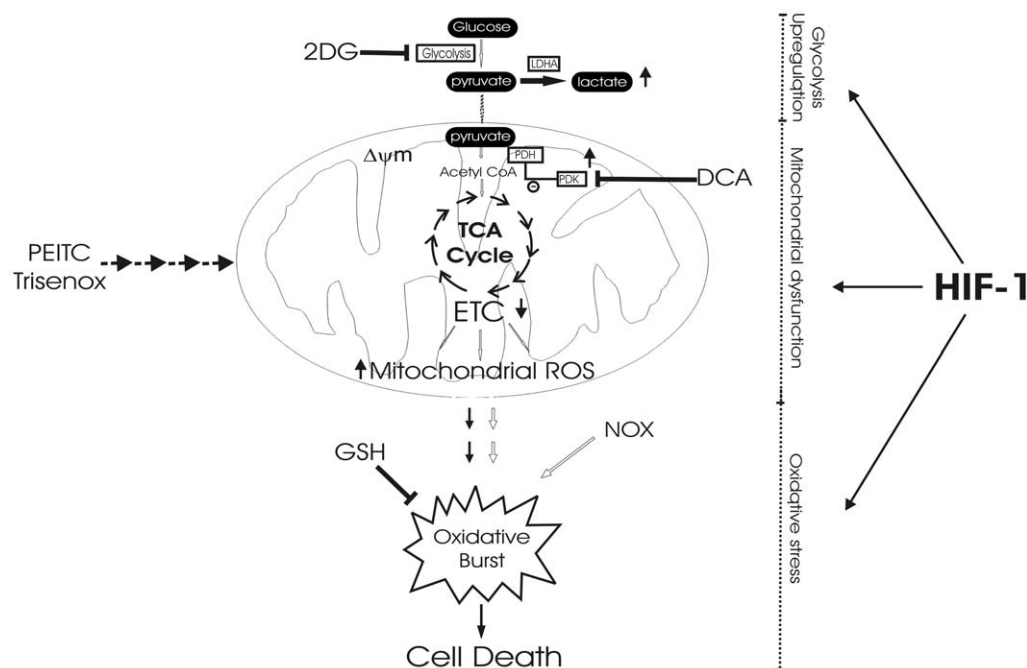 Glucose
2DG
Glycolysis
LDHA
pyruvate
lactate
pyruvate
Δψm
PDH
Acetyl CoA
PDK
DCA
TCA
Cycle
PEITC
Trisenox
ETC
Mitochondrial ROS
NOX
GSH
Oxidative
Burst
Cell Death
Glycolysis
Upregulation
Mitochondrial dysfunction
Oxidative stress
HIF-1